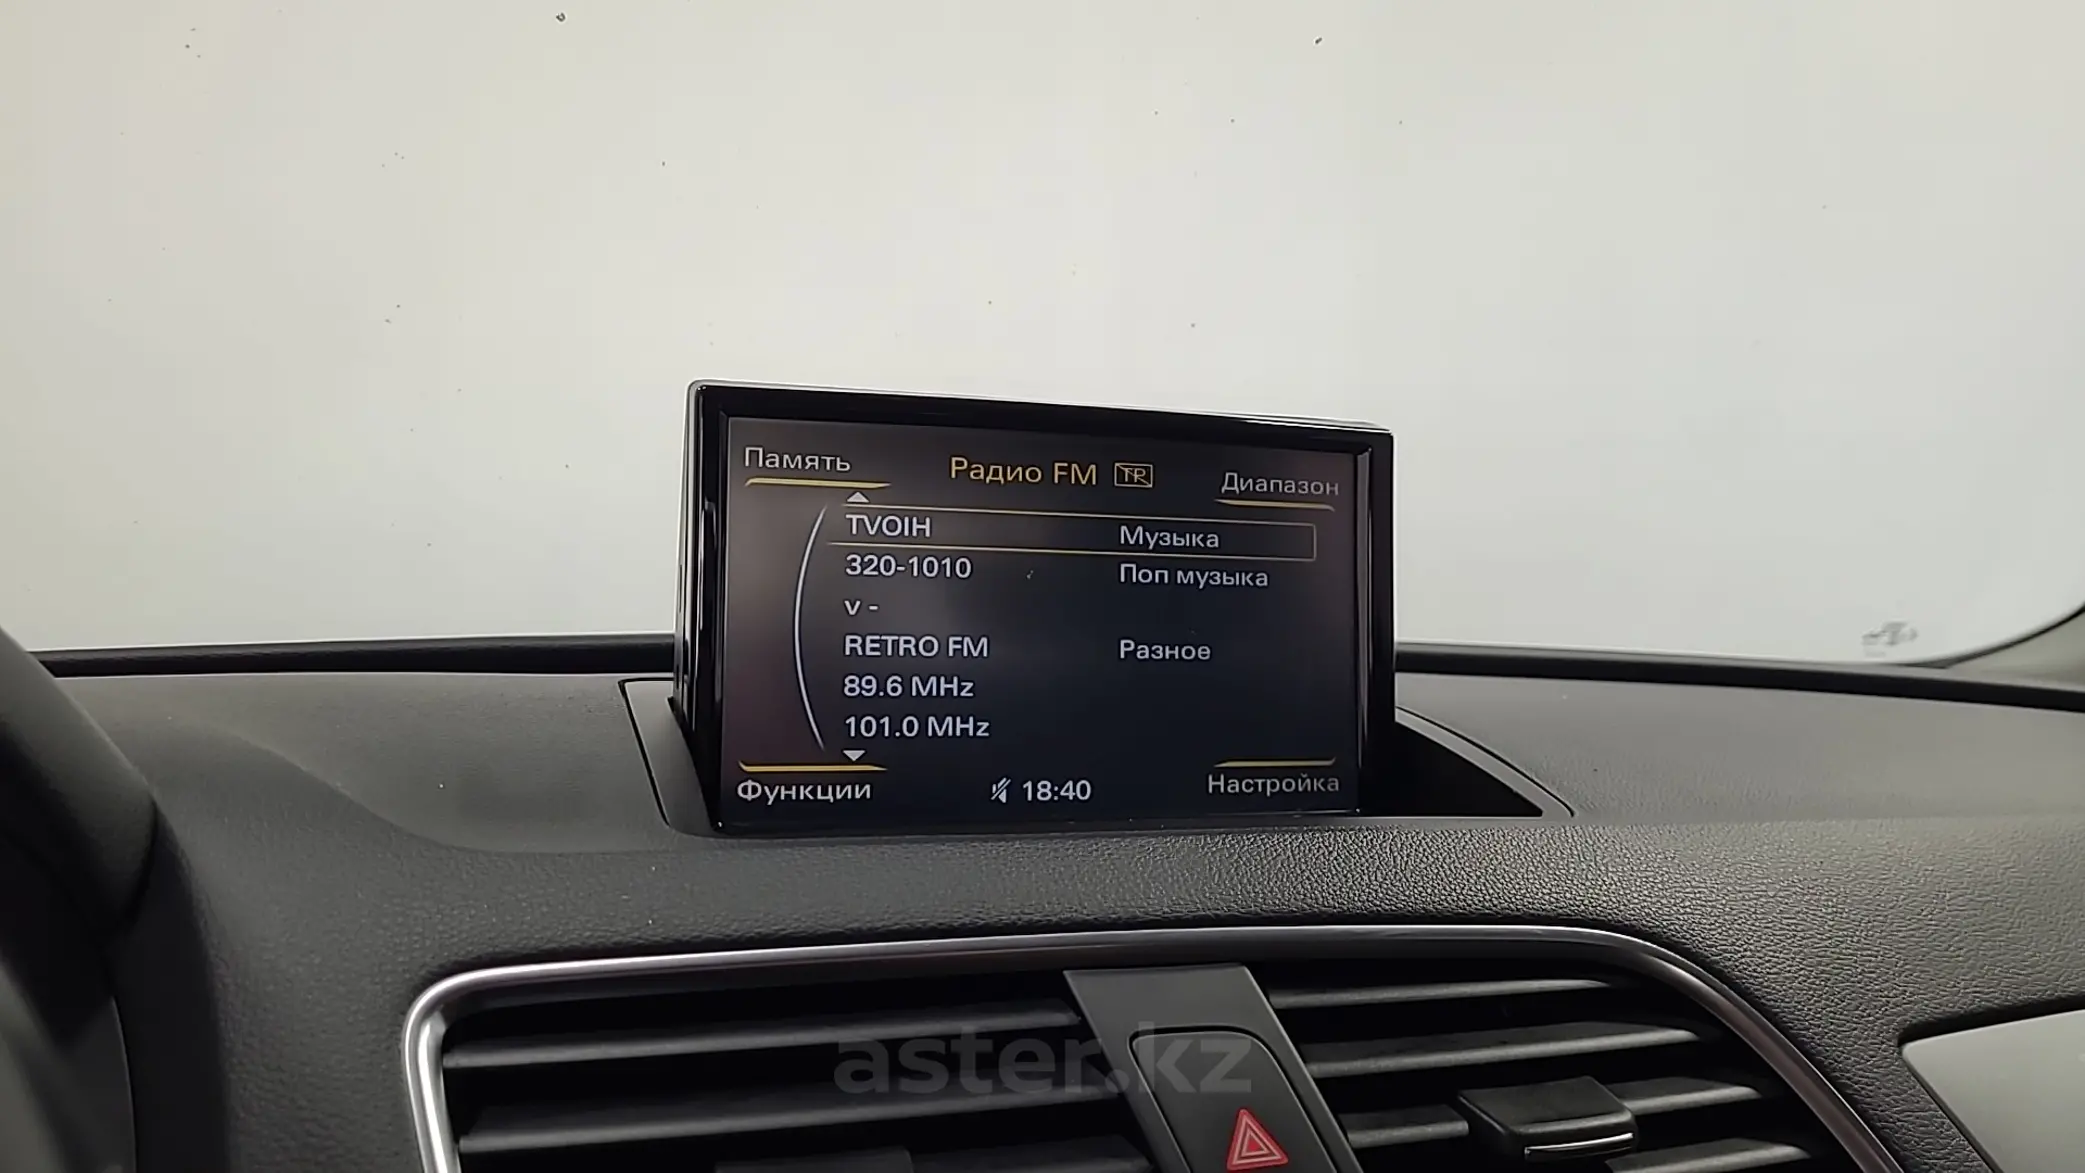 Память
Радио FM TR
Диапазон
TVOIH Музыка
320-1010 Поп музыка
v -
RETRO FM Разное
89.6 MHz
101.0 MHz
Функции
18:40
Настройка
aster.kz